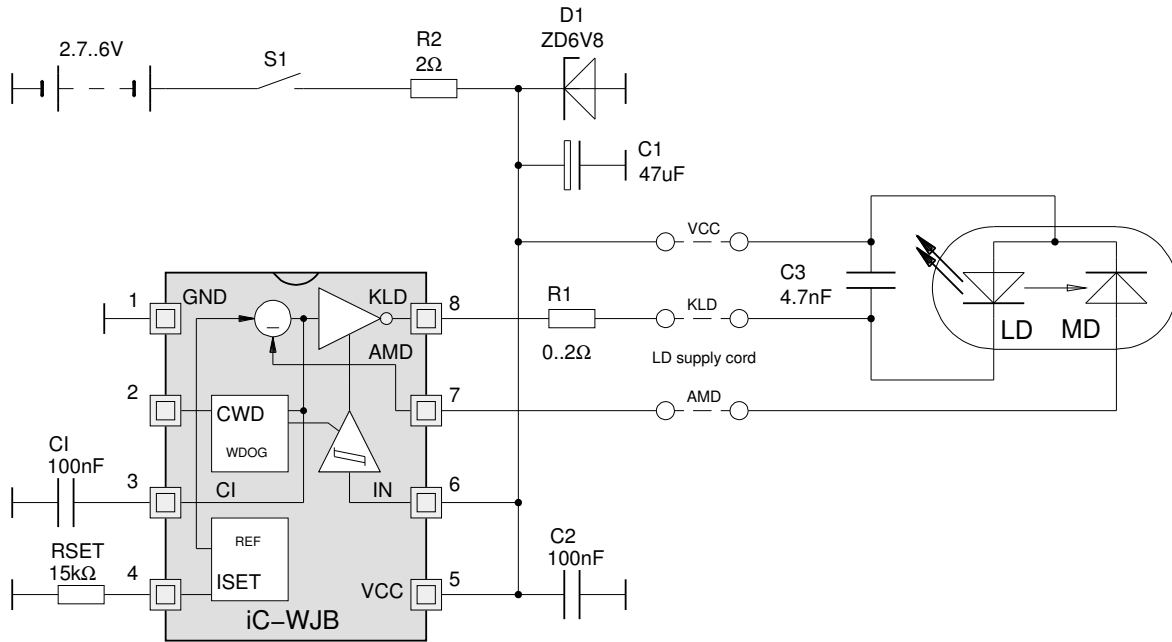 D1
ZD6V8
2.7..6V
S1
R2
2Ω
C1
47uF
VCC
C3
4.7nF
1
GND
KLD
8
R1
0..2Ω
KLD
LD supply cord
LD
MD
_
AMD
2
7
AMD
CWD
WDOG
CI
100nF
3
CI
IN
6
REF
ISET
RSET
15kΩ
4
VCC
5
C2
100nF
iC-WJB